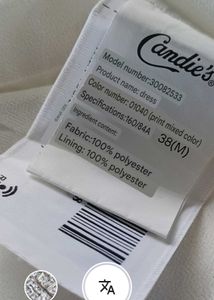 Candie's
Model number:30082533
Product name: dress
Color number: 01040 (print mixed color)
Specifications:160/84A
Ingredient content:
38(M)
Fabric:100% polyester
Lining: 100% polyester